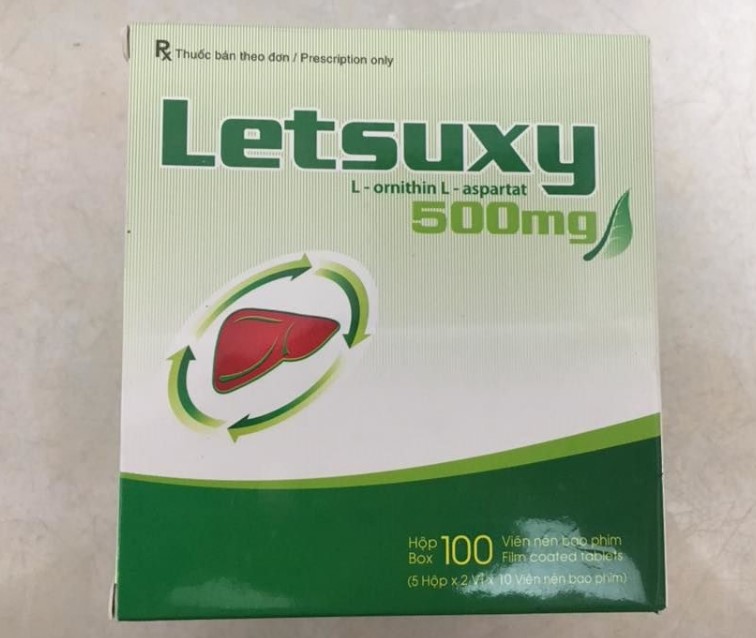 Rx Thuốc bán theo đơn / Prescription only
Letsuxy
L - ornithin L - aspartat
500mg
Hộp 100 Viên nén bao phim
Box Film coated tablets
(5 Hộp x 2 Vỉ x 10 Viên nén bao phim)